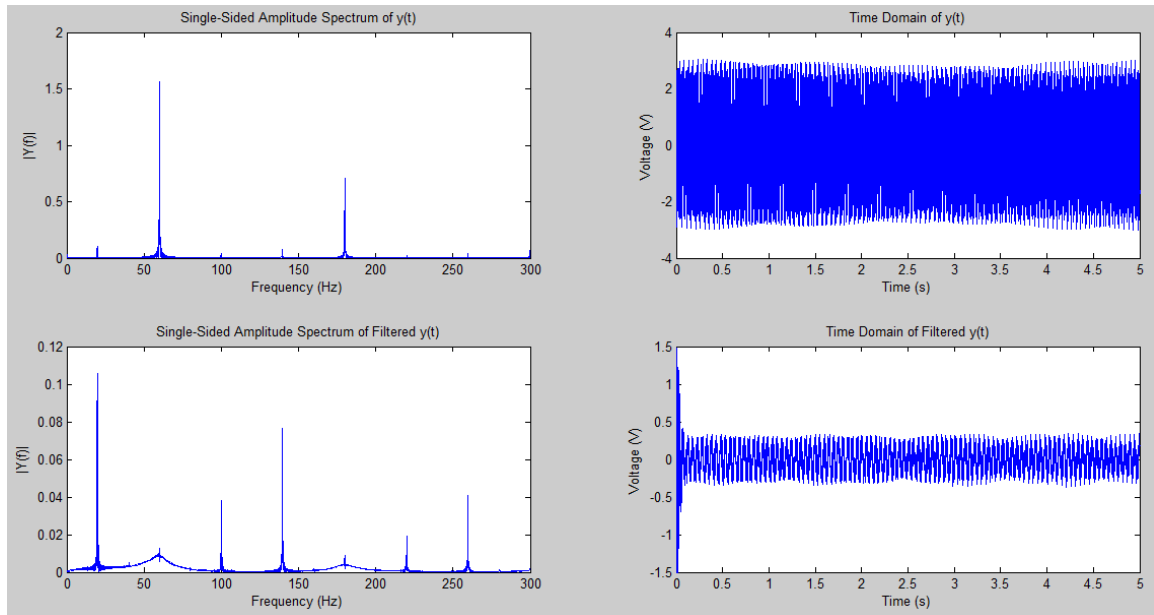 Single-Sided Amplitude Spectrum of y(t)
2
1.5
1
0.5
0
|Y(f)|
0 50 100 150 200 250 300
Frequency (Hz)
Time Domain of y(t)
4
2
0
-2
-4
Voltage (V)
0 0.5 1 1.5 2 2.5 3 3.5 4 4.5 5
Time (s)
Single-Sided Amplitude Spectrum of Filtered y(t)
0.12
0.1
0.08
0.06
0.04
0.02
0
|Y(f)|
0 50 100 150 200 250 300
Frequency (Hz)
Time Domain of Filtered y(t)
1.5
1
0.5
0
-0.5
-1
-1.5
Voltage (V)
0 0.5 1 1.5 2 2.5 3 3.5 4 4.5 5
Time (s)